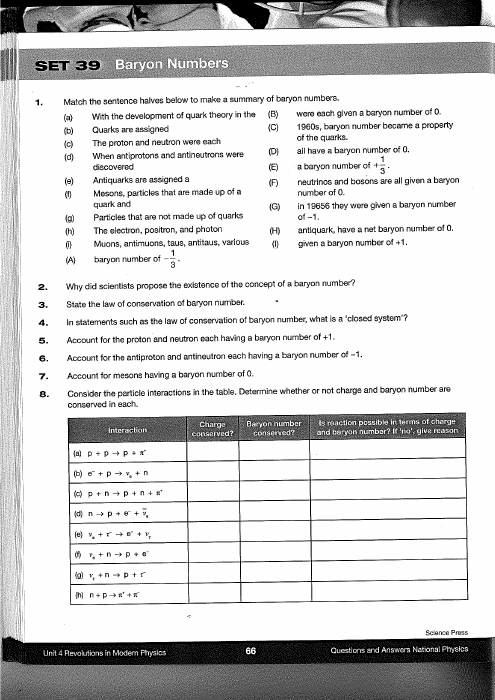 SET 39 Baryon Numbers
1. Match the sentence halves below to make a summary of baryon numbers.
(a) With the development of quark theory in the
(b) Quarks are assigned
(c) The proton and neutron were each
(d) When antiprotons and antineutrons were
discovered
(e) Antiquarks are assigned a
(f) Mesons, particles that are made up of a
quark and
(g) Particles that are not made up of quarks
(h) The electron, positron, and photon
(i) Muons, antimuons, taus, antitaus, various
(A) baryon number of −1/3.
(B) were each given a baryon number of 0.
(C) 1960s, baryon number became a property
of the quarks.
(D) all have a baryon number of 0.
(E) a baryon number of +1/3.
(F) neutrinos and bosons are all given a baryon
number of 0.
(G) in 19656 they were given a baryon number
of −1.
(H) antiquark, have a net baryon number of 0.
(I) given a baryon number of +1.
2. Why did scientists propose the existence of the concept of a baryon number?
3. State the law of conservation of baryon number.
4. In statements such as the law of conservation of baryon number, what is a 'closed system'?
5. Account for the proton and neutron each having a baryon number of +1.
6. Account for the antiproton and antineutron each having a baryon number of −1.
7. Account for mesons having a baryon number of 0.
8. Consider the particle interactions in the table. Determine whether or not charge and baryon number are
conserved in each.
Interaction
Charge
conserved?
Baryon number
conserved?
Is reaction possible in terms of charge
and baryon number? If 'no', give reason
(a) p + p → p + π⁻
(b) e⁻ + p → νₑ + n
(c) p + n → p + n + π⁺
(d) n → p + e⁻ + ν̄ₑ
(e) νₑ + τ⁻ → e⁻ + ντ
(f) νₑ + n → p + e⁻
(g) ντ + n → p + τ⁻
(h) n + p → π⁺ + π⁻
Science Press
Unit 4 Revolutions in Modern Physics 66 Questions and Answers National Physics